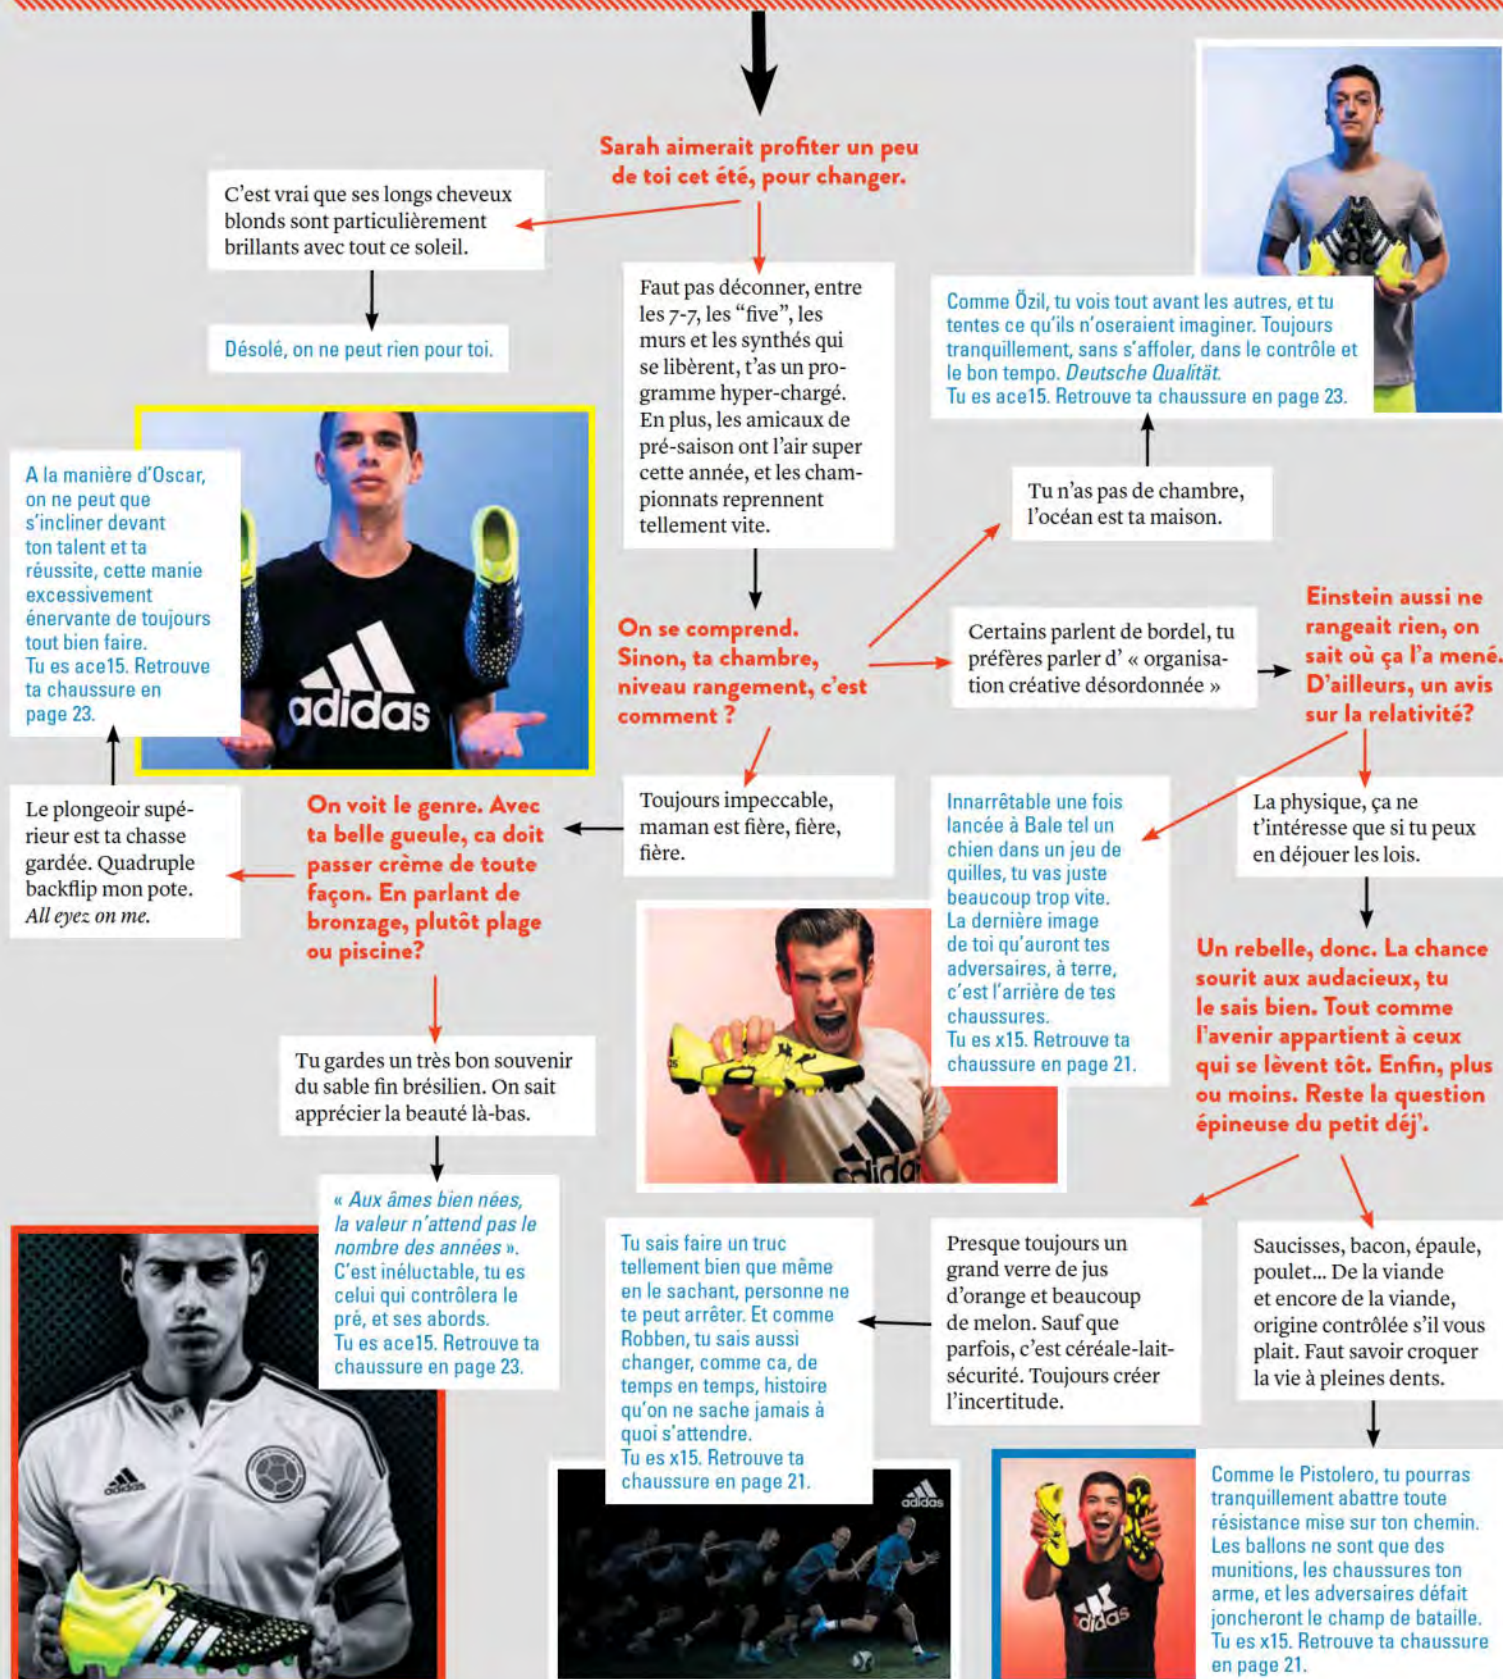 Sarah aimerait profiter un peu
de toi cet été, pour changer.
C'est vrai que ses longs cheveux
blonds sont particulièrement
brillants avec tout ce soleil.
Désolé, on ne peut rien pour toi.
Faut pas déconner, entre
les 7-7, les “five”, les
murs et les synthés qui
se libèrent, t'as un pro-
gramme hyper-chargé.
En plus, les amicaux de
pré-saison ont l'air super
cette année, et les cham-
pionnats reprennent
tellement vite.
Comme Özil, tu vois tout avant les autres, et tu
tentes ce qu'ils n'oseraient imaginer. Toujours
tranquillement, sans s'affoler, dans le contrôle et
le bon tempo. Deutsche Qualität.
Tu es ace15. Retrouve ta chaussure en page 23.
Tu n'as pas de chambre,
l'océan est ta maison.
A la manière d'Oscar,
on ne peut que
s'incliner devant
ton talent et ta
réussite, cette manie
excessivement
énervante de toujours
tout bien faire.
Tu es ace15. Retrouve
ta chaussure en
page 23.
adidas
On se comprend.
Sinon, ta chambre,
niveau rangement, c'est
comment ?
Certains parlent de bordel, tu
préfères parler d' « organisa-
tion créative désordonnée »
Einstein aussi ne
rangeait rien, on
sait où ça l'a mené.
D'ailleurs, un avis
sur la relativité?
Le plongeoir supé-
rieur est ta chasse
gardée. Quadruple
backflip mon pote.
All eyez on me.
On voit le genre. Avec
ta belle gueule, ca doit
passer crème de toute
façon. En parlant de
bronzage, plutôt plage
ou piscine?
Toujours impeccable,
maman est fière, fière,
fière.
Innarrêtable une fois
lancée à Bale tel un
chien dans un jeu de
quilles, tu vas juste
beaucoup trop vite.
La dernière image
de toi qu'auront tes
adversaires, à terre,
c'est l'arrière de tes
chaussures.
Tu es x15. Retrouve ta
chaussure en page 21.
La physique, ça ne
t'intéresse que si tu peux
en déjouer les lois.
Un rebelle, donc. La chance
sourit aux audacieux, tu
le sais bien. Tout comme
l'avenir appartient à ceux
qui se lèvent tôt. Enfin, plus
ou moins. Reste la question
épineuse du petit déj'.
Tu gardes un très bon souvenir
du sable fin brésilien. On sait
apprécier la beauté là-bas.
adidas
« Aux âmes bien nées,
la valeur n'attend pas le
nombre des années ».
C'est inéluctable, tu es
celui qui contrôlera le
pré, et ses abords.
Tu es ace15. Retrouve ta
chaussure en page 23.
adidas
Tu sais faire un truc
tellement bien que même
en le sachant, personne ne
te peut arrêter. Et comme
Robben, tu sais aussi
changer, comme ca, de
temps en temps, histoire
qu'on ne sache jamais à
quoi s'attendre.
Tu es x15. Retrouve ta
chaussure en page 21.
adidas
Presque toujours un
grand verre de jus
d'orange et beaucoup
de melon. Sauf que
parfois, c'est céréale-lait-
sécurité. Toujours créer
l'incertitude.
Saucisses, bacon, épaule,
poulet... De la viande
et encore de la viande,
origine contrôlée s'il vous
plait. Faut savoir croquer
la vie à pleines dents.
adidas
Comme le Pistolero, tu pourras
tranquillement abattre toute
résistance mise sur ton chemin.
Les ballons ne sont que des
munitions, les chaussures ton
arme, et les adversaires défait
joncheront le champ de bataille.
Tu es x15. Retrouve ta chaussure
en page 21.